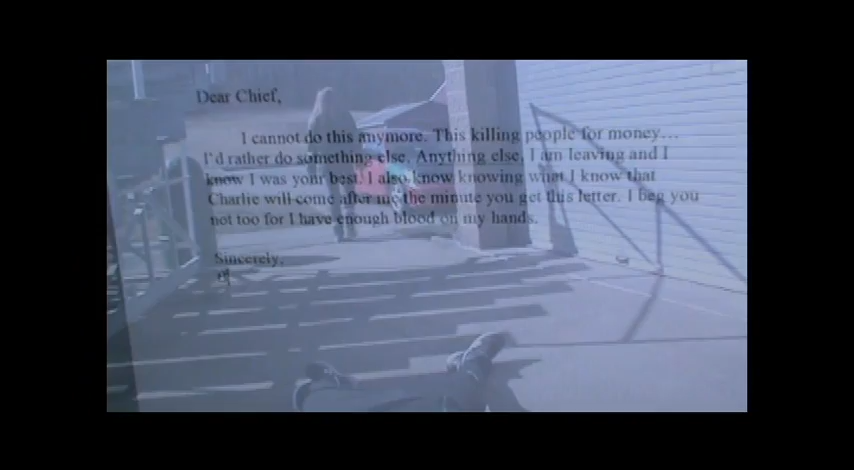 Dear Chief,
I cannot do this anymore. This killing people for money...
I'd rather do something else. Anything else. I am leaving and I
know I was your best. I also know knowing what I know that
Charlie will come after me the minute you get this letter. I beg you
not too for I have enough blood on my hands.
Sincerely,